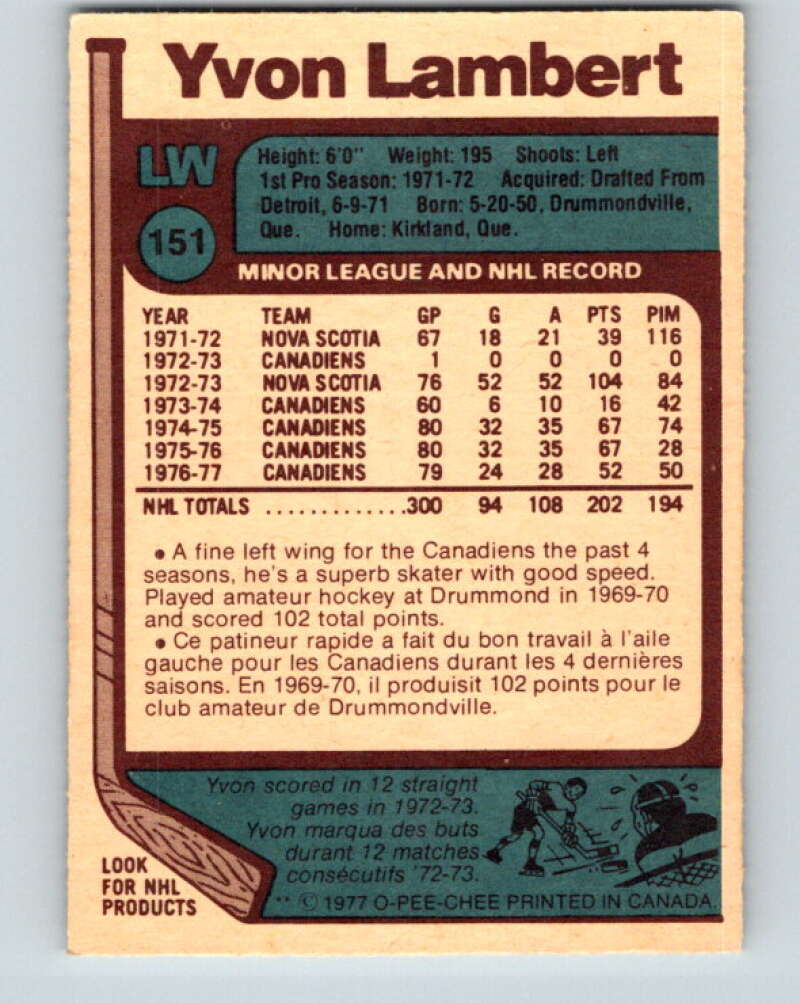 Yvon Lambert
LW
151
Height: 6'0" Weight: 195 Shoots: Left
1st Pro Season: 1971-72 Acquired: Drafted From
Detroit, 6-9-71 Born: 5-20-50, Drummondville,
Que. Home: Kirkland, Que.
MINOR LEAGUE AND NHL RECORD
YEAR TEAM GP G A PTS PIM
1971-72 NOVA SCOTIA 67 18 21 39 116
1972-73 CANADIENS 1 0 0 0 0
1972-73 NOVA SCOTIA 76 52 52 104 84
1973-74 CANADIENS 60 6 10 16 42
1974-75 CANADIENS 80 32 35 67 74
1975-76 CANADIENS 80 32 35 67 28
1976-77 CANADIENS 79 24 28 52 50
NHL TOTALS .............300 94 108 202 194
• A fine left wing for the Canadiens the past 4
seasons, he's a superb skater with good speed.
Played amateur hockey at Drummond in 1969-70
and scored 102 total points.
• Ce patineur rapide a fait du bon travail à l'aile
gauche pour les Canadiens durant les 4 dernières
saisons. En 1969-70, il produisit 102 points pour le
club amateur de Drummondville.
Yvon scored in 12 straight
games in 1972-73.
Yvon marqua des buts
durant 12 matches
consécutifs '72-73.
LOOK
FOR NHL
PRODUCTS
** © 1977 O-PEE-CHEE PRINTED IN CANADA.